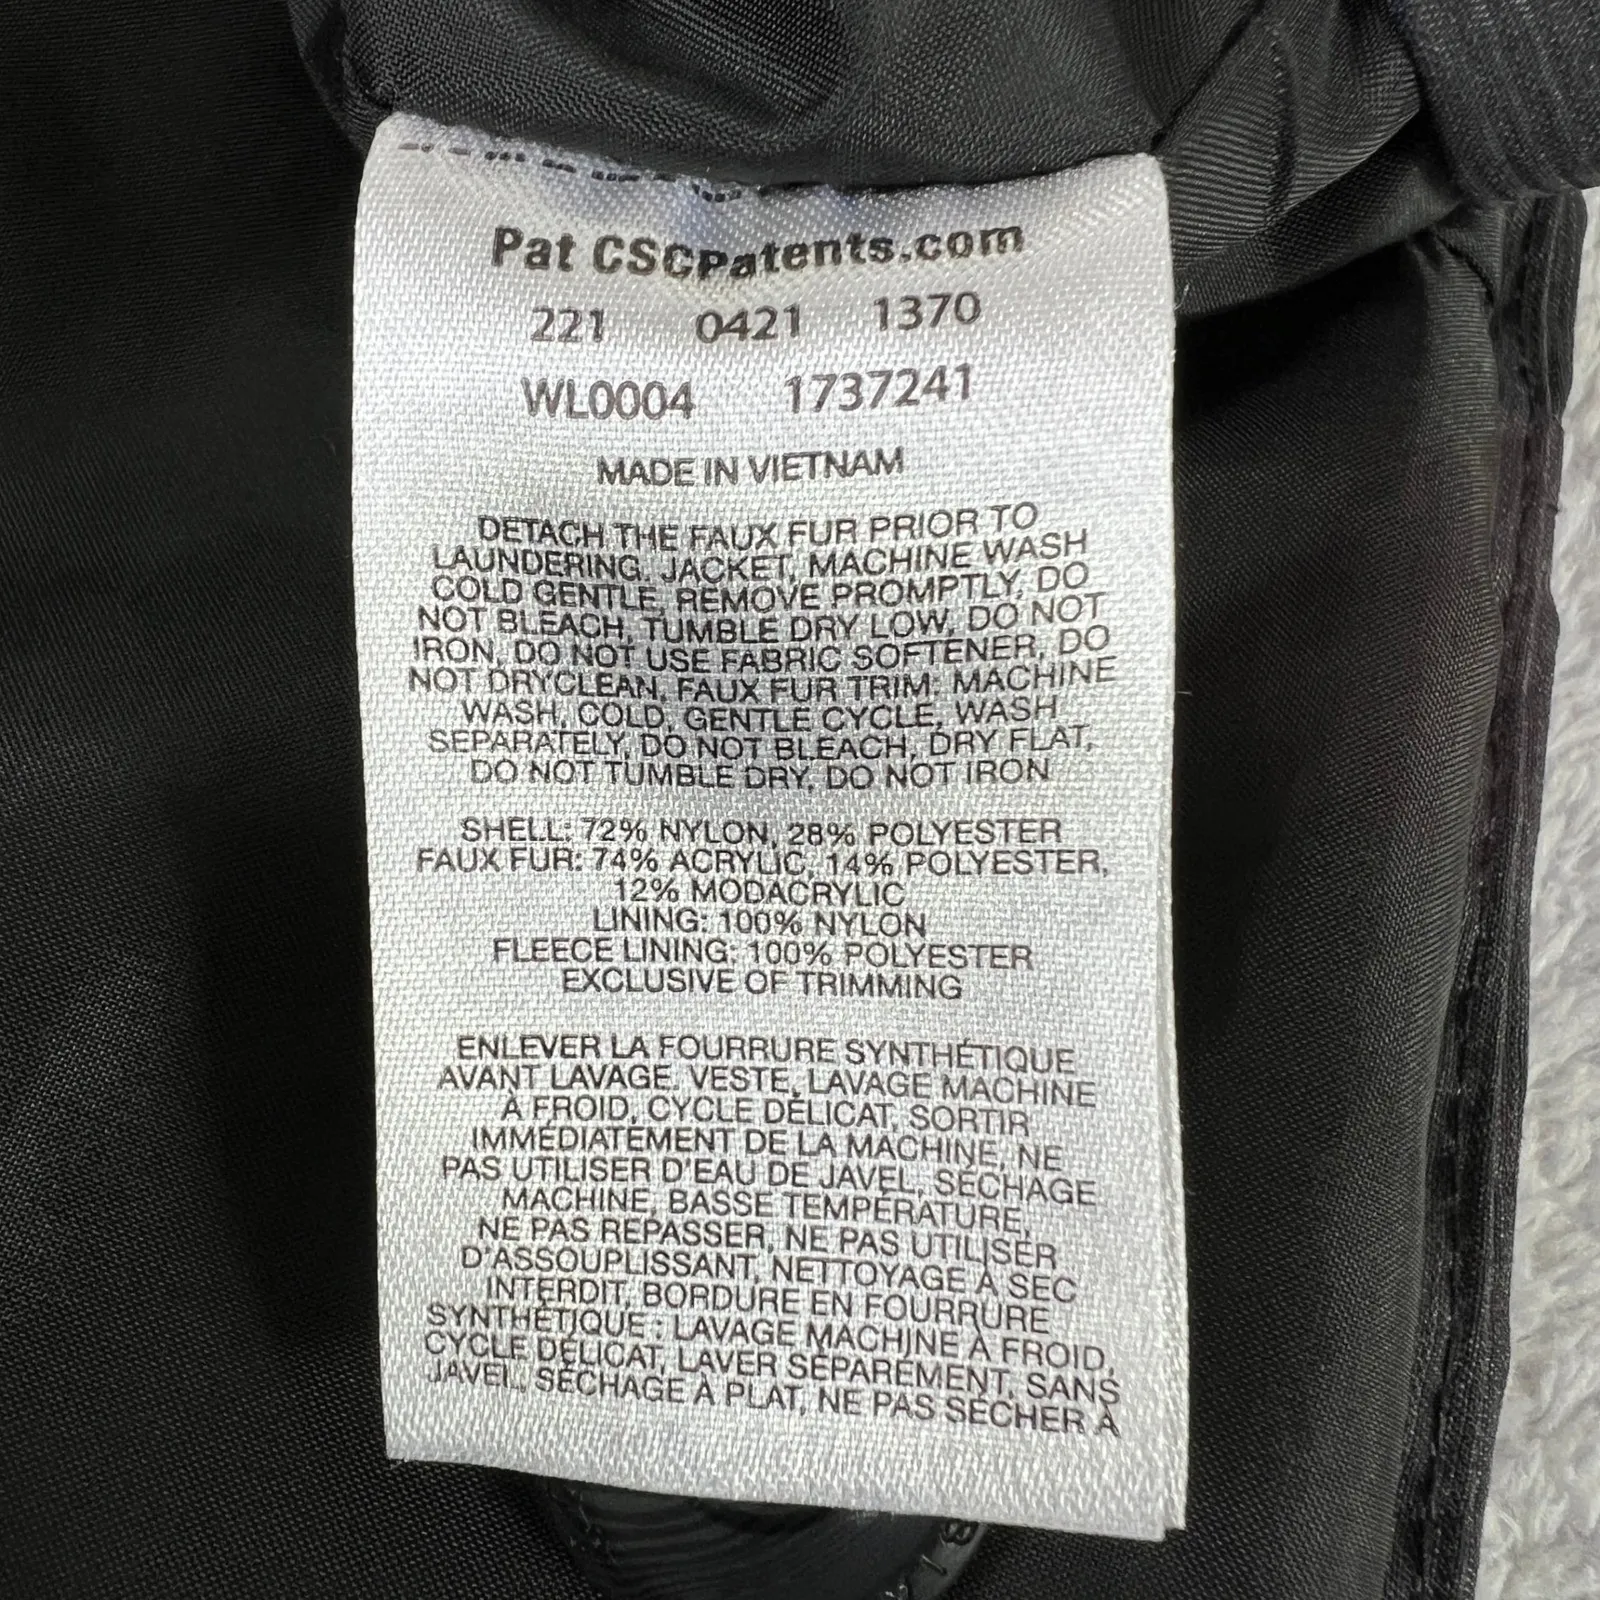 Pat CSCPatents.com
221 0421 1370
WL0004 1737241
MADE IN VIETNAM
DETACH THE FAUX FUR PRIOR TO
LAUNDERING. JACKET, MACHINE WASH
COLD GENTLE, REMOVE PROMPTLY, DO
NOT BLEACH, TUMBLE DRY LOW, DO NOT
IRON, DO NOT USE FABRIC SOFTENER, DO
NOT DRYCLEAN, FAUX FUR TRIM: MACHINE
WASH, COLD, GENTLE CYCLE, WASH
SEPARATELY, DO NOT BLEACH, DRY FLAT,
DO NOT TUMBLE DRY, DO NOT IRON
SHELL: 72% NYLON, 28% POLYESTER
FAUX FUR: 74% ACRYLIC, 14% POLYESTER,
12% MODACRYLIC
LINING: 100% NYLON
FLEECE LINING: 100% POLYESTER
EXCLUSIVE OF TRIMMING
ENLEVER LA FOURRURE SYNTHÉTIQUE
AVANT LAVAGE. VESTE, LAVAGE MACHINE
À FROID, CYCLE DÉLICAT, SORTIR
IMMÉDIATEMENT DE LA MACHINE, NE
PAS UTILISER D'EAU DE JAVEL, SÉCHAGE
MACHINE, BASSE TEMPÉRATURE,
NE PAS REPASSER, NE PAS UTILISER
D'ASSOUPLISSANT, NETTOYAGE À SEC
INTERDIT, BORDURE EN FOURRURE
SYNTHÉTIQUE : LAVAGE MACHINE À FROID,
CYCLE DÉLICAT, LAVER SÉPARÉMENT, SANS
JAVEL, SÉCHAGE À PLAT, NE PAS SÉCHER À